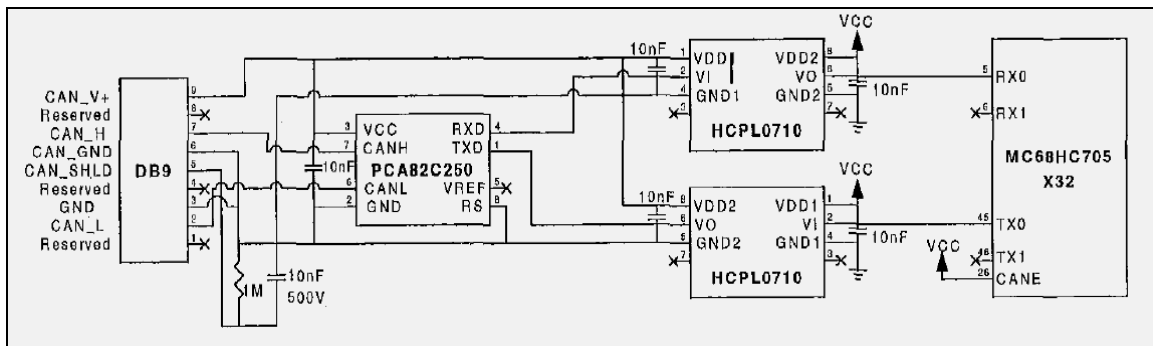 CAN_V+ 9
Reserved 8
CAN_H 7
CAN_GND 6
CAN_SHLD 5
Reserved 4
GND 3
CAN_L 2
Reserved 1
DB9
1M
10nF
500V
10nF
3 VCC
7 CANH
6 CANL
2 GND
PCA82C250
RXD 4
TXD 1
VREF 5
RS 8
10nF
1 VDD1
2 VI
4 GND1
3
VDD2 8
VO 6
GND2 5
7
HCPL0710
VCC
10nF
10nF
8 VDD2
6 VO
5 GND2
7
VDD1 1
VI 2
GND1 4
3
HCPL0710
VCC
10nF
VCC
5 RX0
6 RX1
MC68HC705
X32
45 TX0
46 TX1
26 CANE